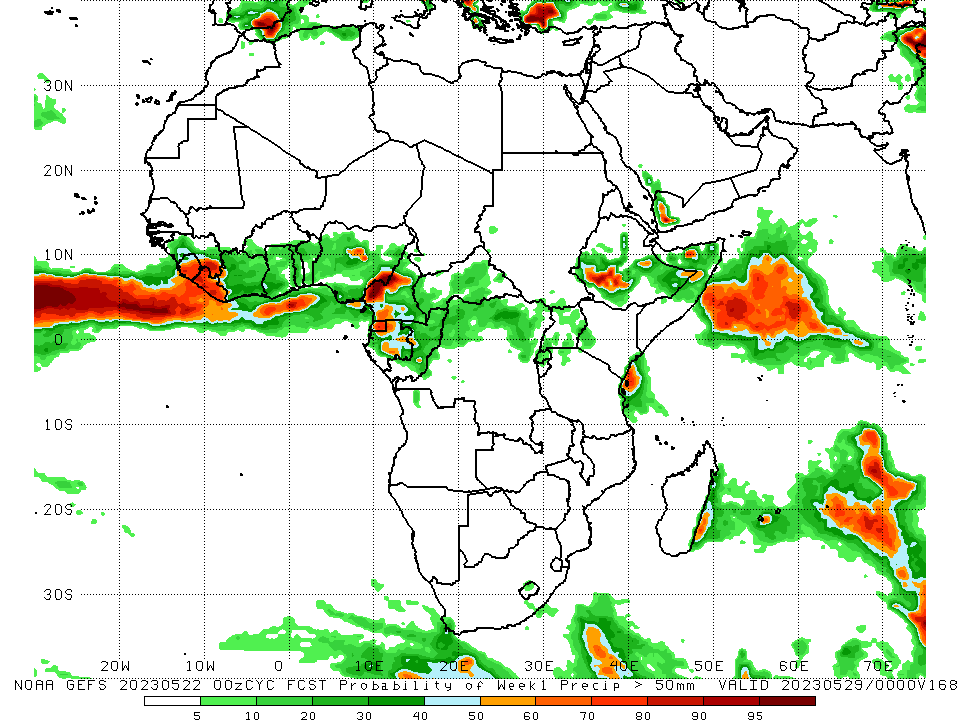 30N
20N
10N
0
10S
20S
30S
20W 10W 0 10E 20E 30E 40E 50E 60E 70E
NOAA GEFS 20230522 00zCYC FCST Probability of Week1 Precip > 50mm VALID 20230529/0000V168
5 10 20 30 40 50 60 70 80 90 95